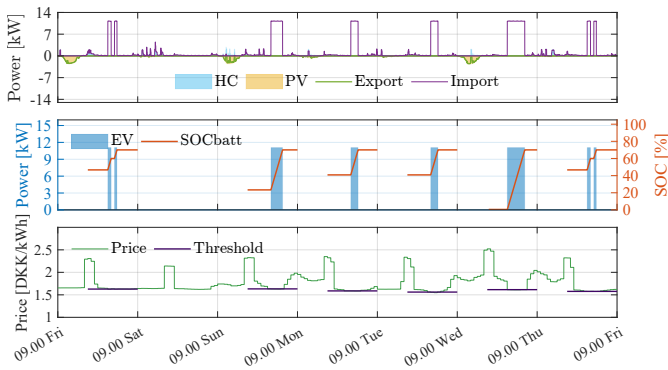 14
7
0
-7
-14
Power [kW]
HC PV Export Import
15
12
9
6
3
0
Power [kW]
EV SOCbatt
100
80
60
40
20
0
SOC [%]
2.5
2
1.5
1
Price [DKK/kWh]
Price Threshold
09.00 Fri
09.00 Sat
09.00 Sun
09.00 Mon
09.00 Tue
09.00 Wed
09.00 Thu
09.00 Fri